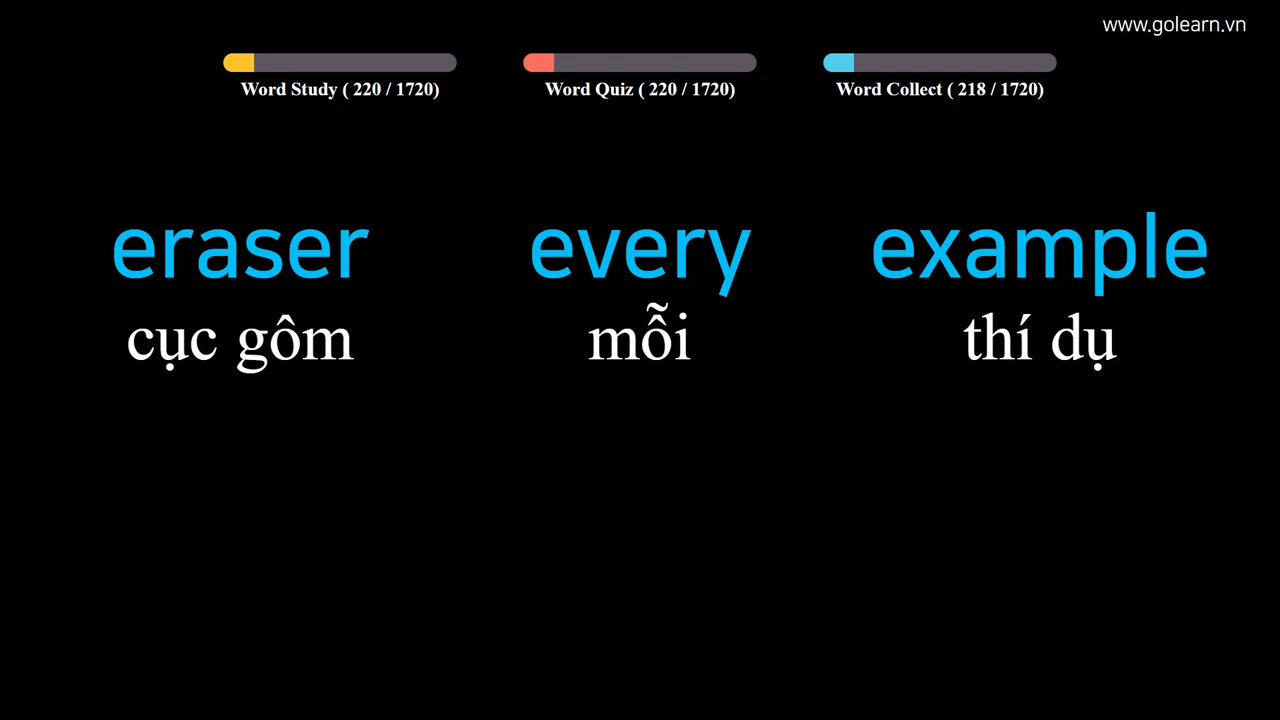 www.golearn.vn
Word Study ( 220 / 1720)
Word Quiz ( 220 / 1720)
Word Collect ( 218 / 1720)
eraser
cục gôm
every
mỗi
example
thí dụ